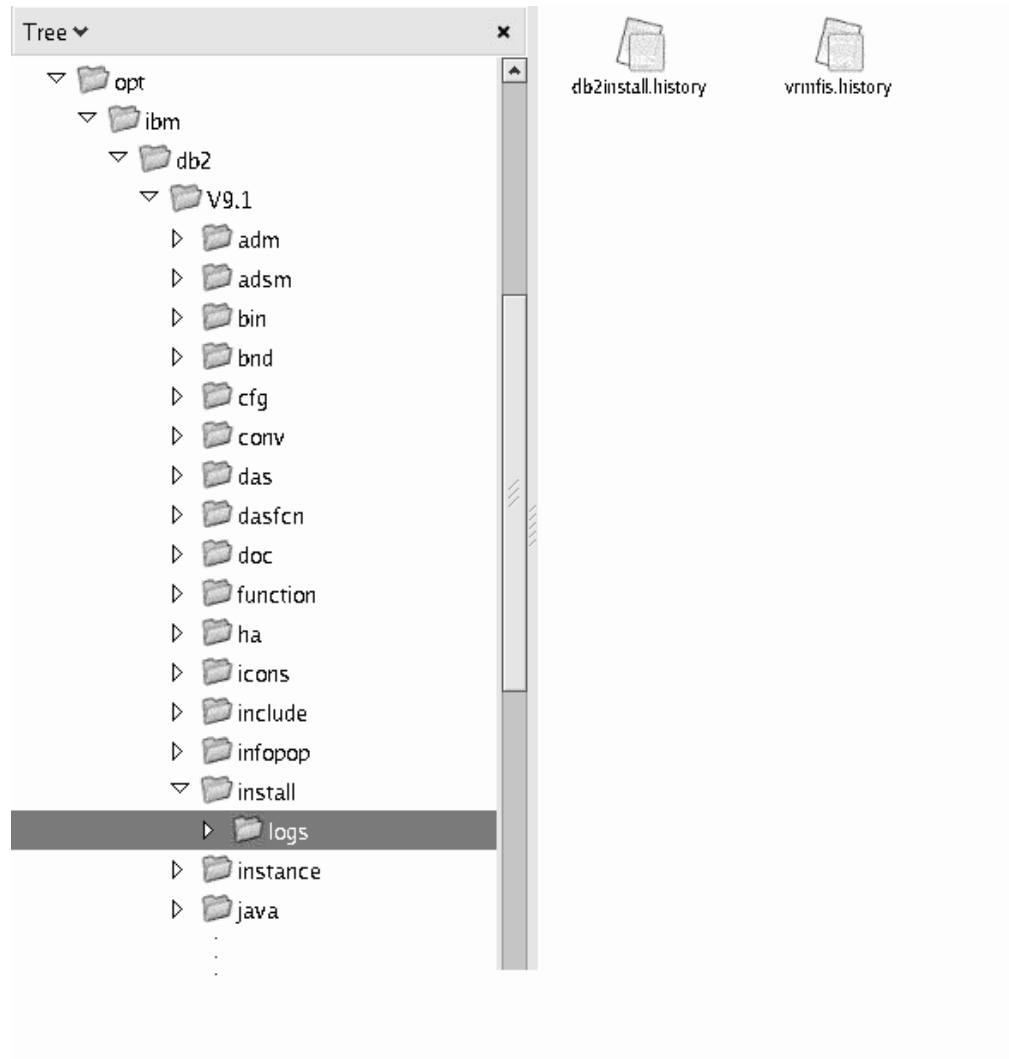 Tree
opt
ibm
db2
V9.1
adm
adsm
bin
bnd
cfg
conv
das
dasfcn
doc
function
ha
icons
include
infopop
install
logs
instance
java
db2install.history
vrmfis.history